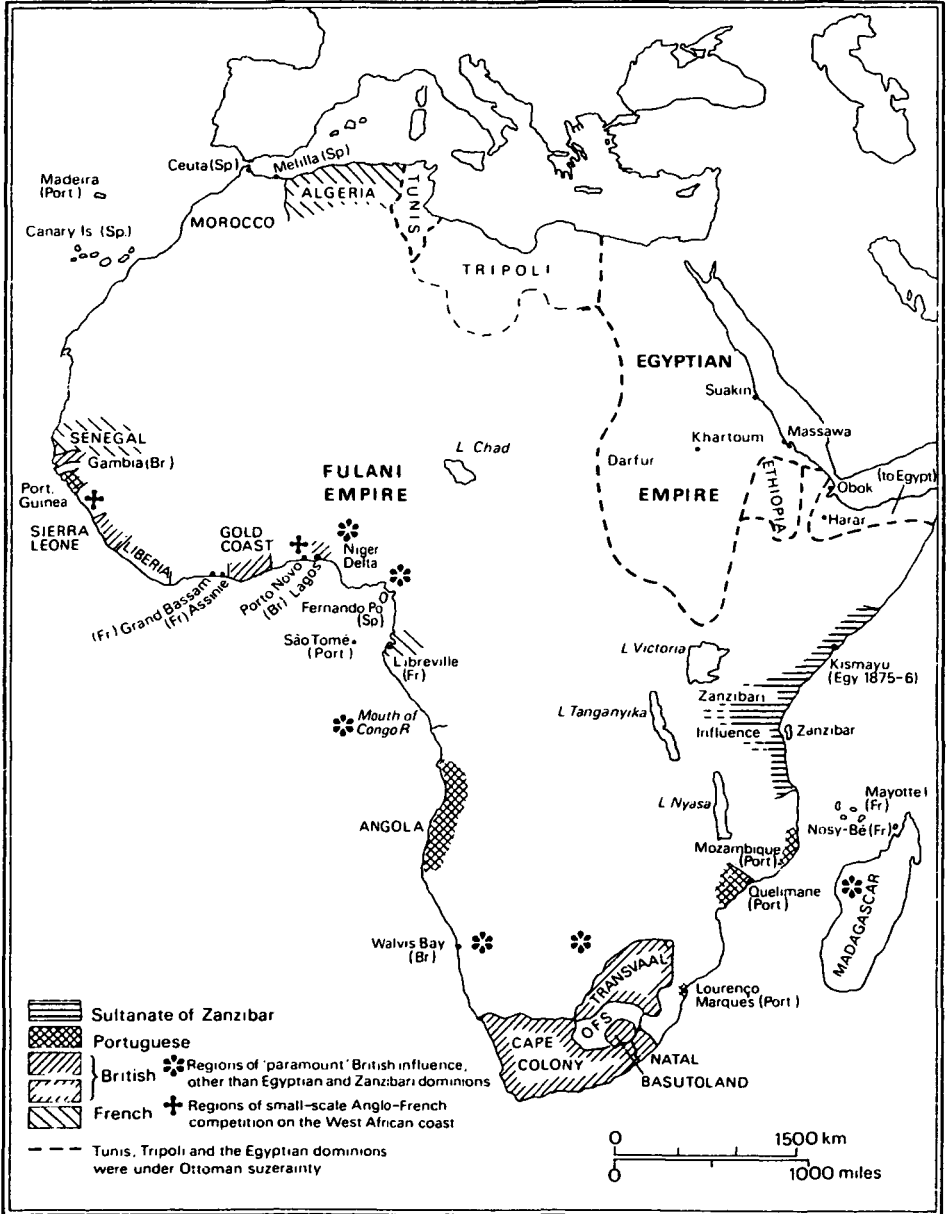 Ceuta (Sp)
Melilla (Sp)
Madeira
(Port)
ALGERIA
TUNIS
MOROCCO
Canary Is (Sp.)
TRIPOLI
EGYPTIAN
Suakin
SENEGAL
Gambia (Br)
L Chad
Khartoum
Massawa
Darfur
FULANI
EMPIRE
EMPIRE
ETHIOPIA
Obok
(to Egypt)
Harar
Port.
Guinea
SIERRA
LEONE
LIBERIA
GOLD
COAST
Niger
Delta
(Fr) Grand Bassam
(Fr) Assinie
Porto Novo
(Br) Lagos
Fernando Po
(Sp)
São Tomé
(Port)
Libreville
(Fr)
L Victoria
Kismayu
(Egy 1875-6)
Zanzibari
Influence
L Tanganyika
Zanzibar
Mouth of
Congo R
L Nyasa
Mayotte I
(Fr)
Nosy-Bé (Fr)
ANGOLA
Mozambique
(Port)
Quelimane
(Port)
MADAGASCAR
Walvis Bay
(Br)
TRANSVAAL
Lourenço
Marques (Port)
OFS
CAPE
COLONY
NATAL
BASUTOLAND
Sultanate of Zanzibar
Portuguese
British
Regions of 'paramount' British influence,
other than Egyptian and Zanzibari dominions
French
Regions of small-scale Anglo-French
competition on the West African coast
Tunis, Tripoli and the Egyptian dominions
were under Ottoman suzerainty
0 1500 km
0 1000 miles